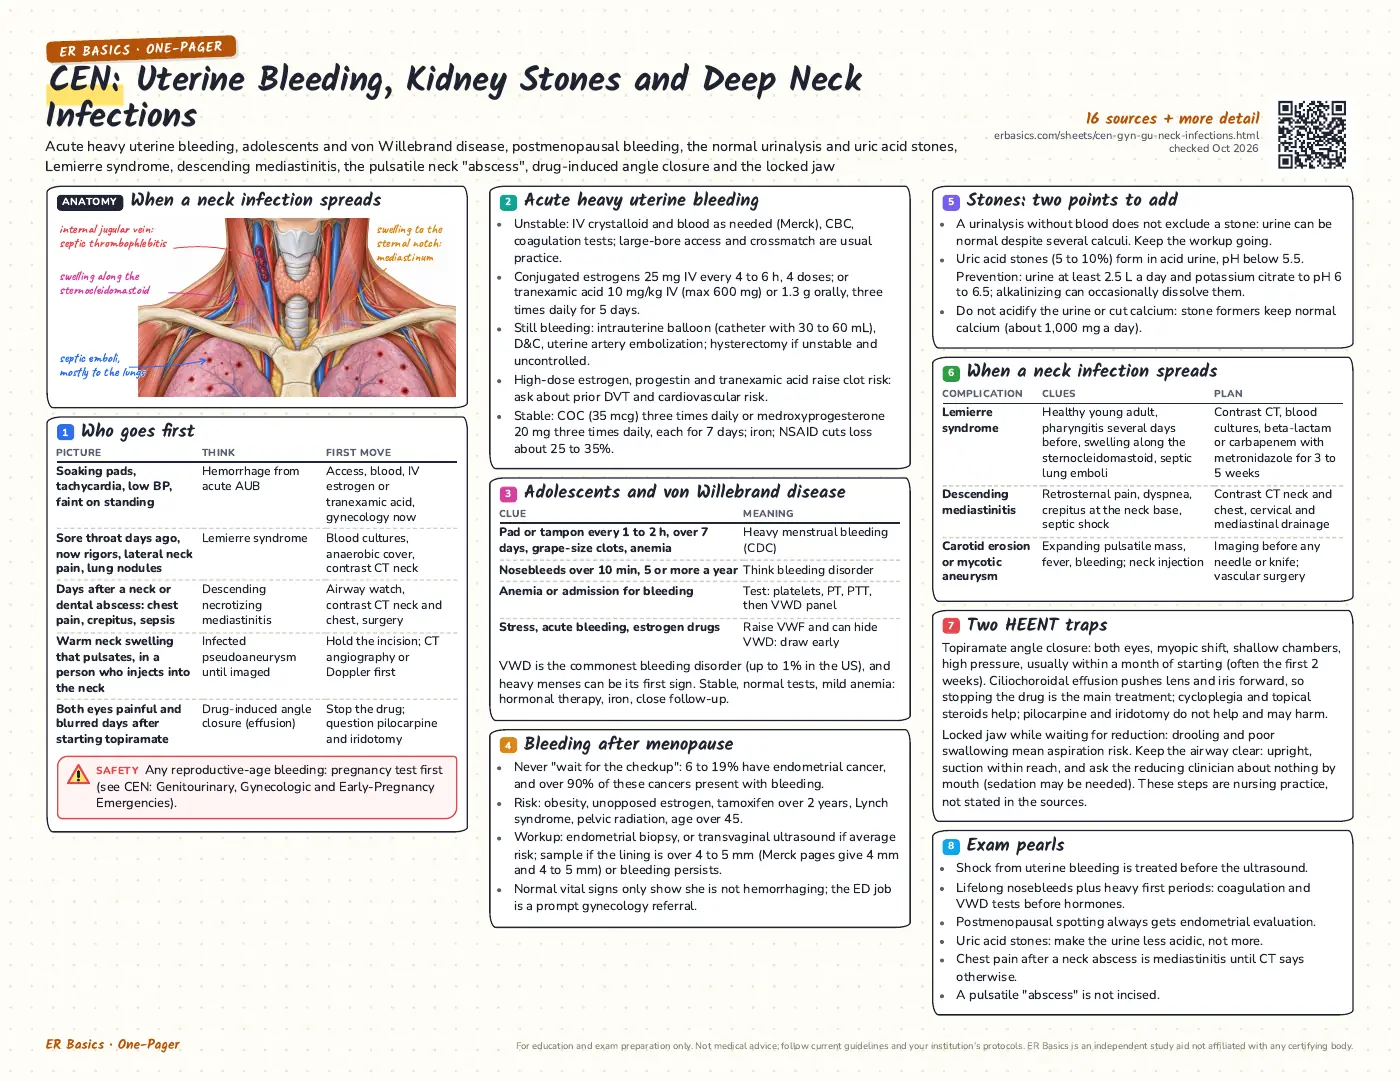 ER BASICS · ONE-PAGER
CEN: Uterine Bleeding, Kidney Stones and Deep Neck
Infections
Acute heavy uterine bleeding, adolescents and von Willebrand disease, postmenopausal bleeding, the normal urinalysis and uric acid stones,
Lemierre syndrome, descending mediastinitis, the pulsatile neck "abscess", drug-induced angle closure and the locked jaw
16 sources + more detail
erbasics.com/sheets/cen-gyn-gu-neck-infections.html
checked Oct 2026
ANATOMY When a neck infection spreads
internal jugular vein:
septic thrombophlebitis
swelling to the
sternal notch:
mediastinum
swelling along the
sternocleidomastoid
septic emboli,
mostly to the lungs
1 Who goes first
PICTURE THINK FIRST MOVE
Soaking pads,
tachycardia, low BP,
faint on standing
Hemorrhage from
acute AUB
Access, blood, IV
estrogen or
tranexamic acid,
gynecology now
Sore throat days ago,
now rigors, lateral neck
pain, lung nodules
Lemierre syndrome
Blood cultures,
anaerobic cover,
contrast CT neck
Days after a neck or
dental abscess: chest
pain, crepitus, sepsis
Descending
necrotizing
mediastinitis
Airway watch,
contrast CT neck and
chest, surgery
Warm neck swelling
that pulsates, in a
person who injects into
the neck
Infected
pseudoaneurysm
until imaged
Hold the incision; CT
angiography or
Doppler first
Both eyes painful and
blurred days after
starting topiramate
Drug-induced angle
closure (effusion)
Stop the drug;
question pilocarpine
and iridotomy
SAFETY Any reproductive-age bleeding: pregnancy test first
(see CEN: Genitourinary, Gynecologic and Early-Pregnancy
Emergencies).
2 Acute heavy uterine bleeding
• Unstable: IV crystalloid and blood as needed (Merck), CBC,
coagulation tests; large-bore access and crossmatch are usual
practice.
• Conjugated estrogens 25 mg IV every 4 to 6 h, 4 doses; or
tranexamic acid 10 mg/kg IV (max 600 mg) or 1.3 g orally, three
times daily for 5 days.
• Still bleeding: intrauterine balloon (catheter with 30 to 60 mL),
D&C, uterine artery embolization; hysterectomy if unstable and
uncontrolled.
• High-dose estrogen, progestin and tranexamic acid raise clot risk:
ask about prior DVT and cardiovascular risk.
• Stable: COC (35 mcg) three times daily or medroxyprogesterone
20 mg three times daily, each for 7 days; iron; NSAID cuts loss
about 25 to 35%.
3 Adolescents and von Willebrand disease
CLUE MEANING
Pad or tampon every 1 to 2 h, over 7
days, grape-size clots, anemia
Heavy menstrual bleeding
(CDC)
Nosebleeds over 10 min, 5 or more a year Think bleeding disorder
Anemia or admission for bleeding
Test: platelets, PT, PTT,
then VWD panel
Stress, acute bleeding, estrogen drugs
Raise VWF and can hide
VWD: draw early
VWD is the commonest bleeding disorder (up to 1% in the US), and
heavy menses can be its first sign. Stable, normal tests, mild anemia:
hormonal therapy, iron, close follow-up.
4 Bleeding after menopause
• Never "wait for the checkup": 6 to 19% have endometrial cancer,
and over 90% of these cancers present with bleeding.
• Risk: obesity, unopposed estrogen, tamoxifen over 2 years, Lynch
syndrome, pelvic radiation, age over 45.
• Workup: endometrial biopsy, or transvaginal ultrasound if average
risk; sample if the lining is over 4 to 5 mm (Merck pages give 4 mm
and 4 to 5 mm) or bleeding persists.
• Normal vital signs only show she is not hemorrhaging; the ED job
is a prompt gynecology referral.
5 Stones: two points to add
• A urinalysis without blood does not exclude a stone: urine can be
normal despite several calculi. Keep the workup going.
• Uric acid stones (5 to 10%) form in acid urine, pH below 5.5.
Prevention: urine at least 2.5 L a day and potassium citrate to pH 6
to 6.5; alkalinizing can occasionally dissolve them.
• Do not acidify the urine or cut calcium: stone formers keep normal
calcium (about 1,000 mg a day).
6 When a neck infection spreads
COMPLICATION CLUES PLAN
Lemierre
syndrome
Healthy young adult,
pharyngitis several days
before, swelling along the
sternocleidomastoid, septic
lung emboli
Contrast CT, blood
cultures, beta-lactam
or carbapenem with
metronidazole for 3 to
5 weeks
Descending
mediastinitis
Retrosternal pain, dyspnea,
crepitus at the neck base,
septic shock
Contrast CT neck and
chest, cervical and
mediastinal drainage
Carotid erosion
or mycotic
aneurysm
Expanding pulsatile mass,
fever, bleeding; neck injection
Imaging before any
needle or knife;
vascular surgery
7 Two HEENT traps
Topiramate angle closure: both eyes, myopic shift, shallow chambers,
high pressure, usually within a month of starting (often the first 2
weeks). Ciliochoroidal effusion pushes lens and iris forward, so
stopping the drug is the main treatment; cycloplegia and topical
steroids help; pilocarpine and iridotomy do not help and may harm.
Locked jaw while waiting for reduction: drooling and poor
swallowing mean aspiration risk. Keep the airway clear: upright,
suction within reach, and ask the reducing clinician about nothing by
mouth (sedation may be needed). These steps are nursing practice,
not stated in the sources.
8 Exam pearls
• Shock from uterine bleeding is treated before the ultrasound.
• Lifelong nosebleeds plus heavy first periods: coagulation and
VWD tests before hormones.
• Postmenopausal spotting always gets endometrial evaluation.
• Uric acid stones: make the urine less acidic, not more.
• Chest pain after a neck abscess is mediastinitis until CT says
otherwise.
• A pulsatile "abscess" is not incised.
ER Basics · One-Pager
For education and exam preparation only. Not medical advice; follow current guidelines and your institution's protocols. ER Basics is an independent study aid not affiliated with any certifying body.